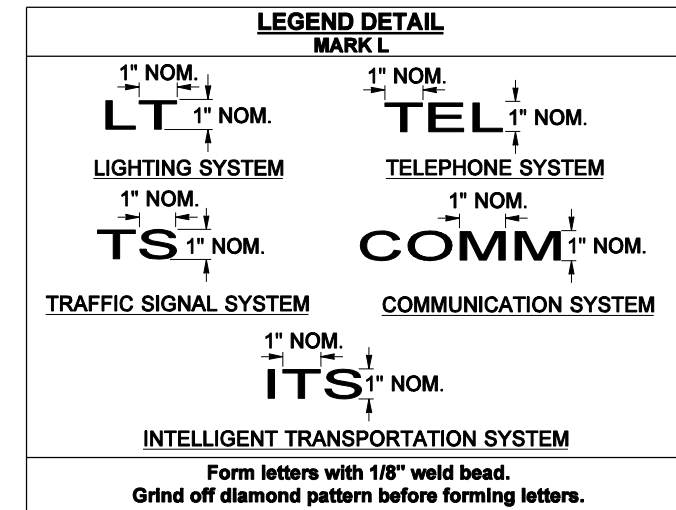 LEGEND DETAIL
MARK L
1" NOM.
LT 1" NOM.
LIGHTING SYSTEM
1" NOM.
TEL 1" NOM.
TELEPHONE SYSTEM
1" NOM.
TS 1" NOM.
TRAFFIC SIGNAL SYSTEM
1" NOM.
COMM 1" NOM.
COMMUNICATION SYSTEM
1" NOM.
ITS 1" NOM.
INTELLIGENT TRANSPORTATION SYSTEM
Form letters with 1/8" weld bead.
Grind off diamond pattern before forming letters.